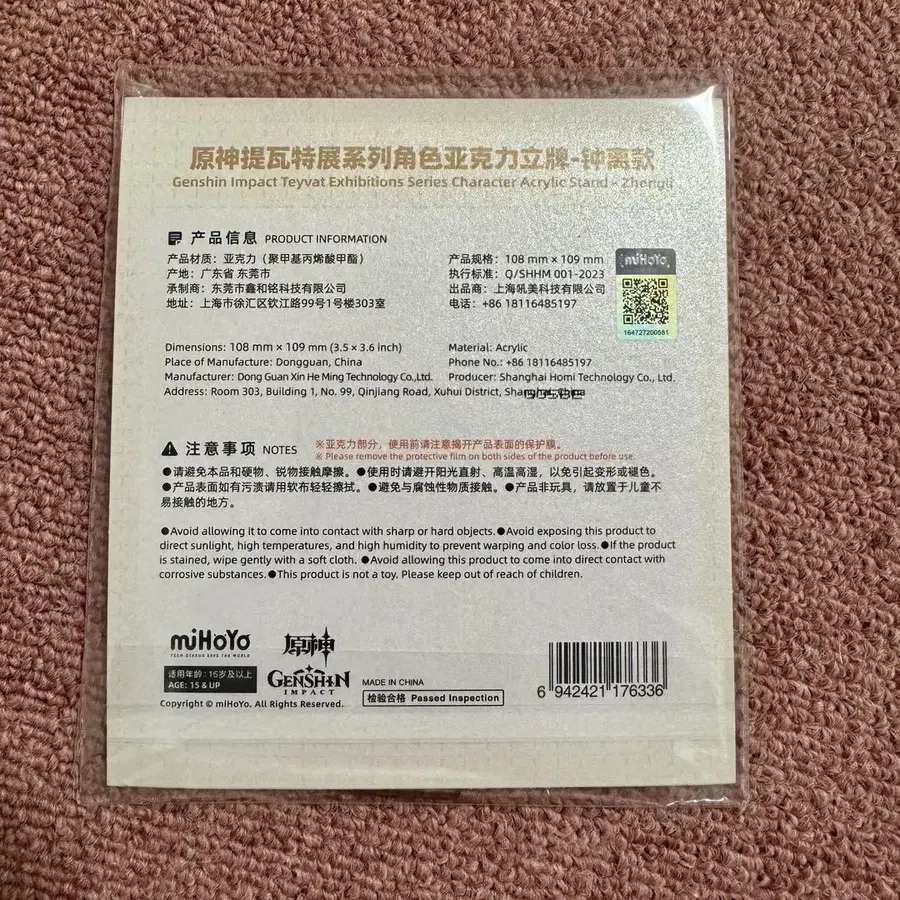 原神提瓦特展系列角色亚克力立牌-钟离款
Genshin Impact Teyvat Exhibitions Series Character Acrylic Stand - Zhongli
产品信息 PRODUCT INFORMATION
产品材质：亚克力（聚甲基丙烯酸甲酯）
产地：广东省 东莞市
承制商：东莞市鑫和铭科技有限公司
地址：上海市徐汇区钦江路99号1号楼303室
产品规格：108 mm × 109 mm
执行标准：Q/SHHM 001-2023
出品商：上海吼美科技有限公司
电话：+86 18116485197
miHoYo
164727200581
Dimensions: 108 mm × 109 mm (3.5 × 3.6 inch)
Place of Manufacture: Dongguan, China
Manufacturer: Dong Guan Xin He Ming Technology Co.,Ltd.
Material: Acrylic
Phone No.: +86 18116485197
Producer: Shanghai Homi Technology Co., Ltd.
Address: Room 303, Building 1, No. 99, Qinjiang Road, Xuhui District, Shanghai, China
注意事项 NOTES
※亚克力部分，使用前请注意揭开产品表面的保护膜。
※ Please remove the protective film on both sides of the product before use.
●请避免本品和硬物、锐物接触摩擦。●使用时请避开阳光直射、高温高湿，以免引起变形或褪色。
●产品表面如有污渍请用软布轻轻擦拭。●避免与腐蚀性物质接触。●产品非玩具，请放置于儿童不
易接触的地方。
●Avoid allowing it to come into contact with sharp or hard objects.●Avoid exposing this product to
direct sunlight, high temperatures, and high humidity to prevent warping and color loss.●If the product
is stained, wipe gently with a soft cloth. ●Avoid allowing this product to come into direct contact with
corrosive substances.●This product is not a toy. Please keep out of reach of children.
miHoYo
TECH OTAKUS SAVE THE WORLD
适用年龄：15岁及以上
AGE: 15 & UP
原神
GENSHIN
IMPACT
Copyright © miHoYo. All Rights Reserved.
MADE IN CHINA
检验合格 Passed Inspection
6 942421 176336